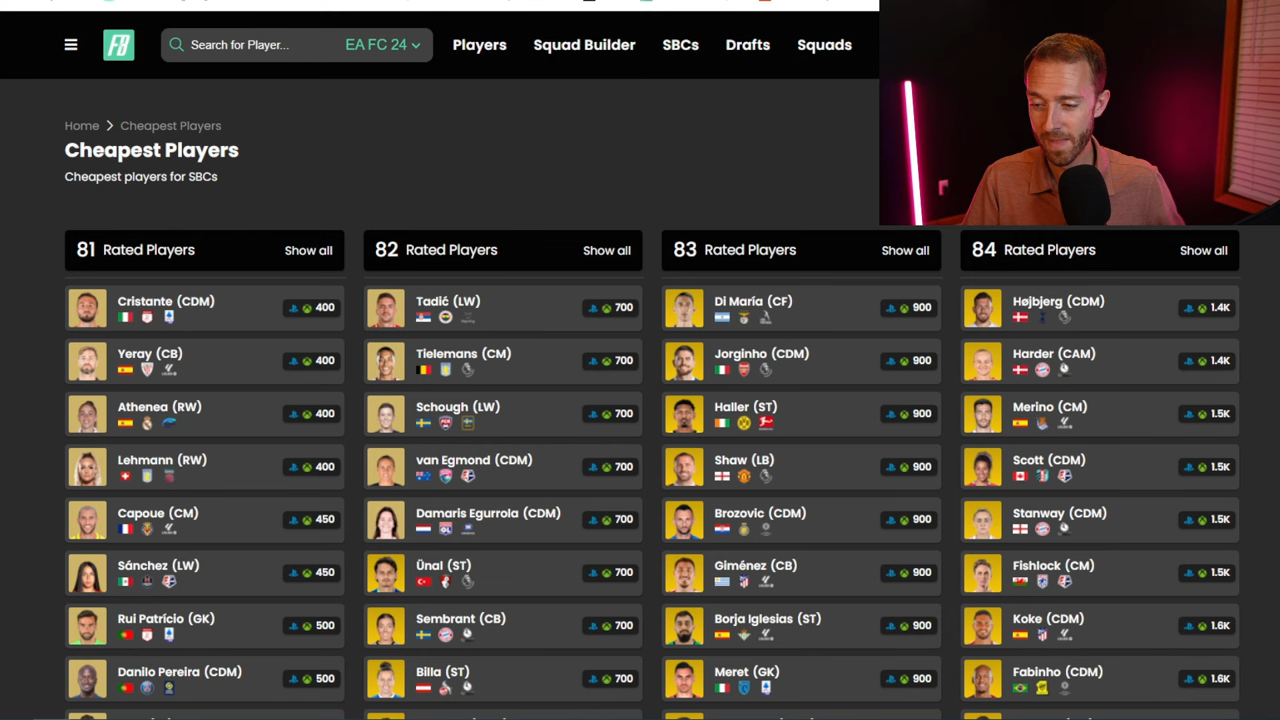 FB
Search for Player...
EA FC 24
Players
Squad Builder
SBCs
Drafts
Squads
Home
Cheapest Players
Cheapest Players
Cheapest players for SBCs
81 Rated Players
Show all
Cristante (CDM)
400
Yeray (CB)
400
Athenea (RW)
400
Lehmann (RW)
400
Capoue (CM)
450
Sánchez (LW)
450
Rui Patrício (GK)
500
Danilo Pereira (CDM)
500
82 Rated Players
Show all
Tadić (LW)
700
Tielemans (CM)
700
Schough (LW)
700
van Egmond (CDM)
700
Damaris Egurrola (CDM)
700
Ünal (ST)
700
Sembrant (CB)
700
Billa (ST)
700
83 Rated Players
Show all
Di María (CF)
900
Jorginho (CDM)
900
Haller (ST)
900
Shaw (LB)
900
Brozovic (CDM)
900
Giménez (CB)
900
Borja Iglesias (ST)
900
Meret (GK)
900
84 Rated Players
Show all
Højbjerg (CDM)
1.4K
Harder (CAM)
1.4K
Merino (CM)
1.5K
Scott (CDM)
1.5K
Stanway (CDM)
1.5K
Fishlock (CM)
1.5K
Koke (CDM)
1.6K
Fabinho (CDM)
1.6K